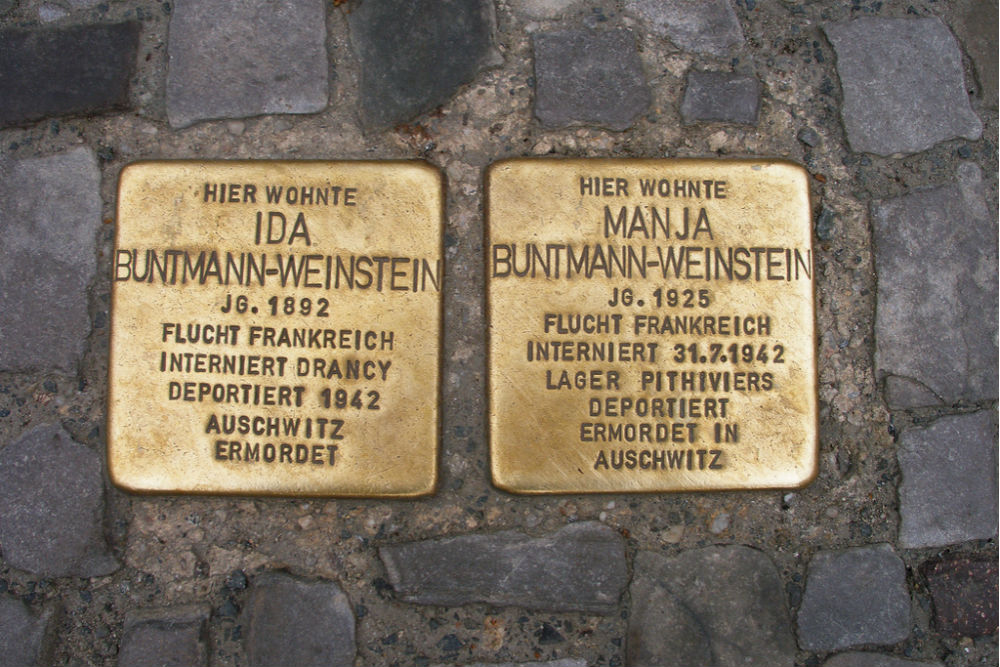 HIER WOHNTE
IDA
BUNTMANN-WEINSTEIN
JG. 1892
FLUCHT FRANKREICH
INTERNIERT DRANCY
DEPORTIERT 1942
AUSCHWITZ
ERMORDET
HIER WOHNTE
MANJA
BUNTMANN-WEINSTEIN
JG. 1925
FLUCHT FRANKREICH
INTERNIERT 31.7.1942
LAGER PITHIVIERS
DEPORTIERT
ERMORDET IN
AUSCHWITZ